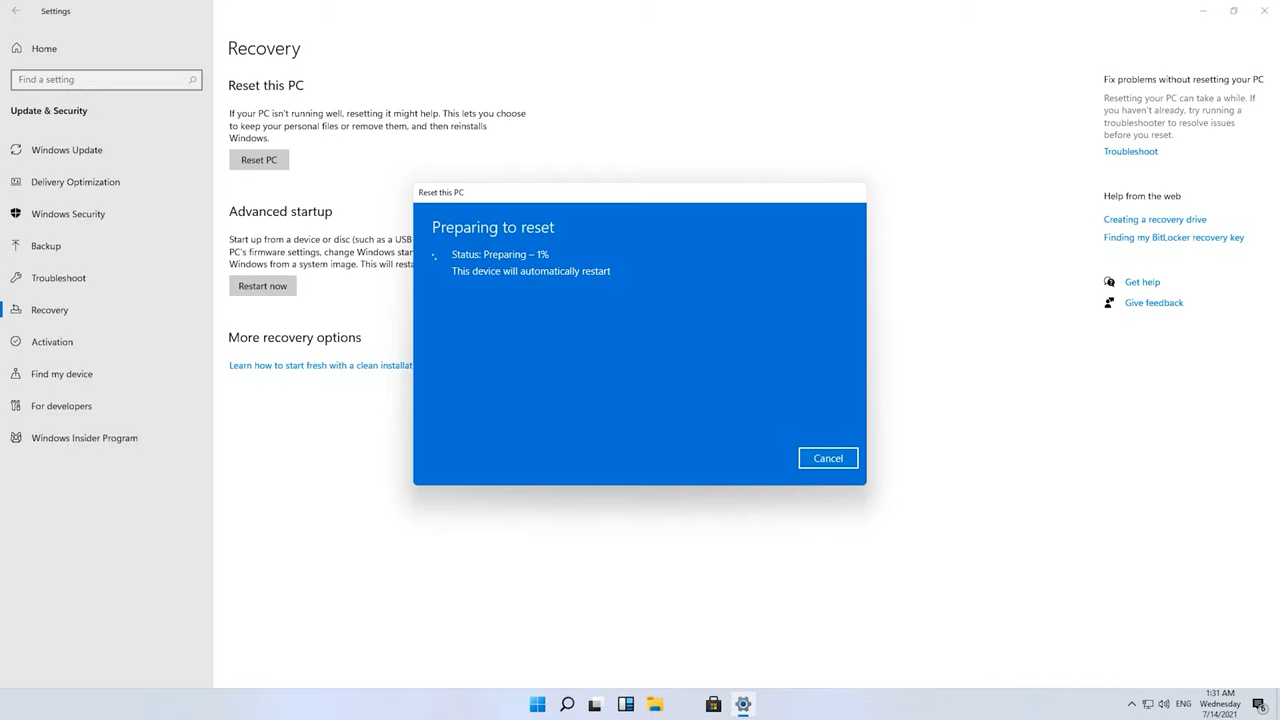 Settings
Home
Find a setting
Update & Security
Windows Update
Delivery Optimization
Windows Security
Backup
Troubleshoot
Recovery
Activation
Find my device
For developers
Windows Insider Program
Recovery
Reset this PC
If your PC isn't running well, resetting it might help. This lets you choose
to keep your personal files or remove them, and then reinstalls
Windows.
Reset PC
Advanced startup
Start up from a device or disc (such as a USB
PC's firmware settings, change Windows star
Windows from a system image. This will resta
Restart now
More recovery options
Learn how to start fresh with a clean installat
Reset this PC
Preparing to reset
Status: Preparing – 1%
This device will automatically restart
Cancel
Fix problems without resetting your PC
Resetting your PC can take a while. If
you haven't already, try running a
troubleshooter to resolve issues
before you reset.
Troubleshoot
Help from the web
Creating a recovery drive
Finding my BitLocker recovery key
Get help
Give feedback
ENG
1:31 AM
Wednesday
7/14/2021